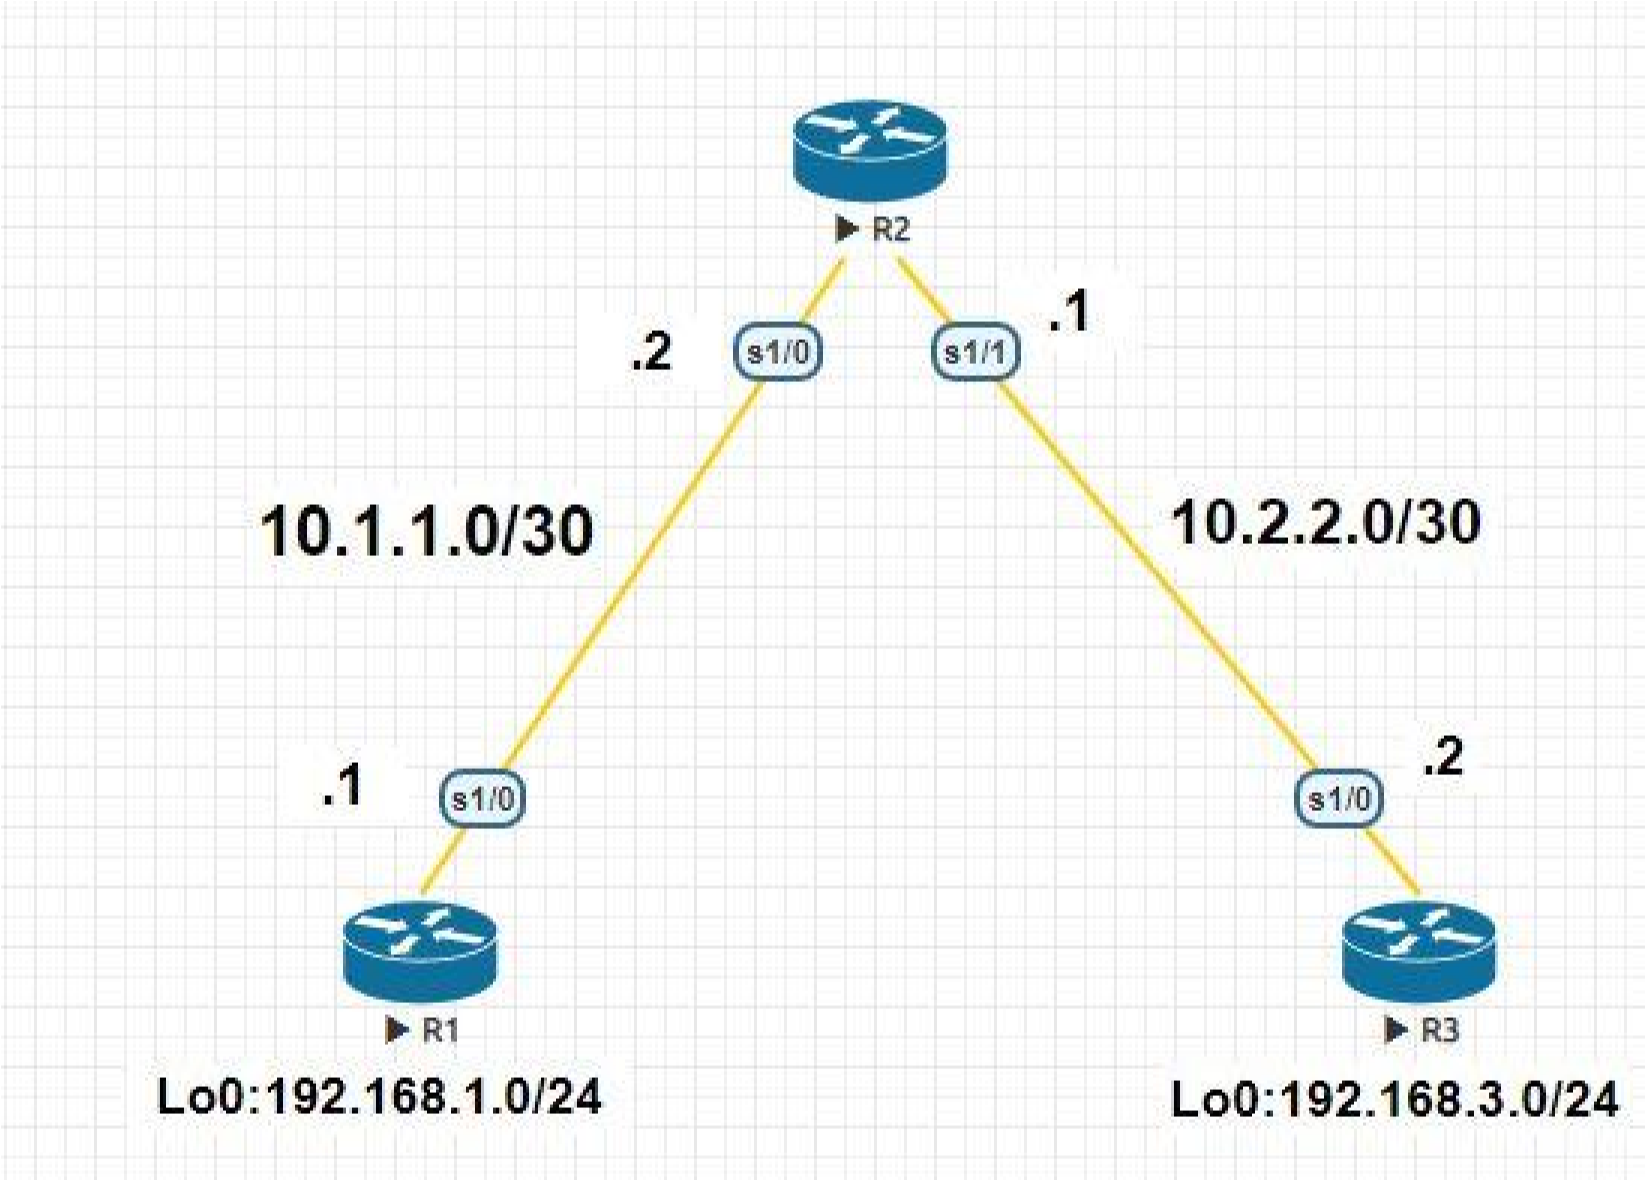 R2
.2
s1/0
s1/1
.1
10.1.1.0/30
10.2.2.0/30
.1
s1/0
s1/0
.2
R1
R3
Lo0:192.168.1.0/24
Lo0:192.168.3.0/24